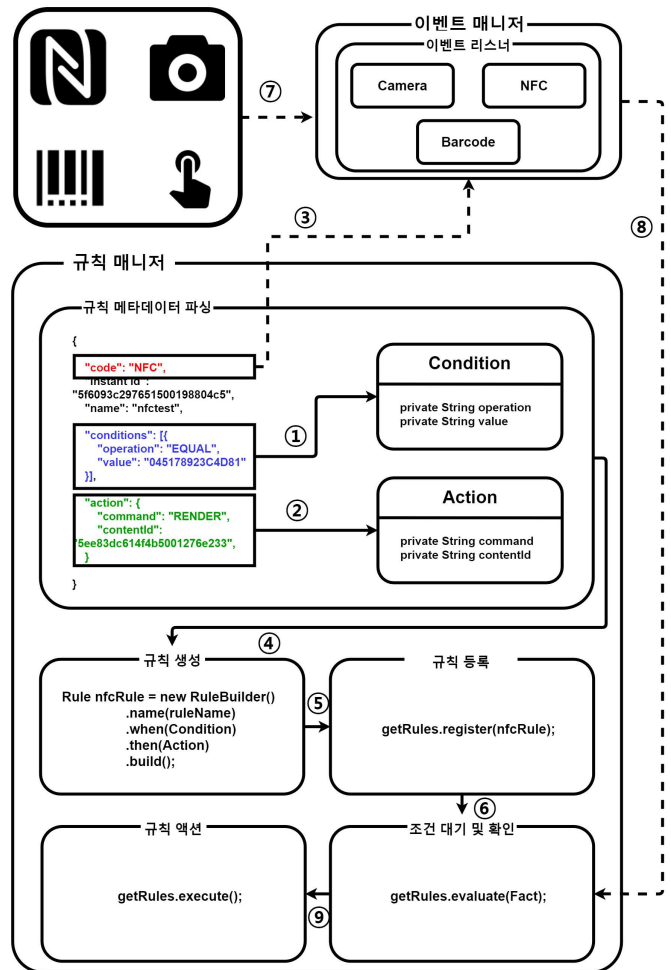 이벤트 매니저
이벤트 리스너
Camera
NFC
Barcode
⑦
③
⑧
규칙 매니저
규칙 메타데이터 파싱
{
"code": "NFC",
"instant id":
"5f6093c297651500198804c5",
"name": "nfctest",
"conditions": [{
"operation": "EQUAL",
"value": "045178923C4D81"
}],
"action": {
"command": "RENDER",
"contentId":
"5ee83dc614f4b5001276e233",
}
}
①
Condition
private String operation
private String value
②
Action
private String command
private String contentId
④
규칙 생성
Rule nfcRule = new RuleBuilder()
.name(ruleName)
.when(Condition)
.then(Action)
.build();
⑤
규칙 등록
getRules.register(nfcRule);
⑥
규칙 액션
getRules.execute();
⑨
조건 대기 및 확인
getRules.evaluate(Fact);